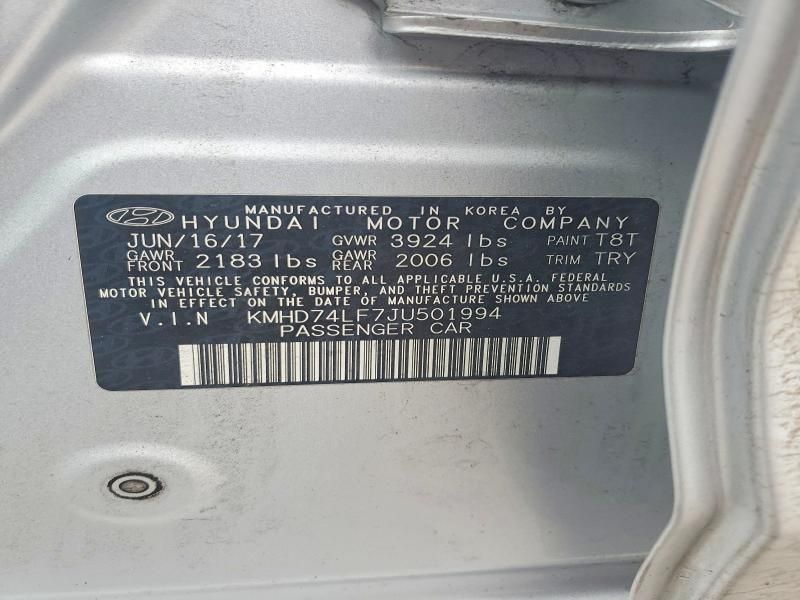 MANUFACTURED IN KOREA BY
HYUNDAI MOTOR COMPANY
JUN/16/17 GVWR 3924 lbs PAINT T8T
GAWR FRONT 2183 lbs GAWR REAR 2006 lbs TRIM TRY
THIS VEHICLE CONFORMS TO ALL APPLICABLE U.S.A. FEDERAL
MOTOR VEHICLE SAFETY, BUMPER, AND THEFT PREVENTION STANDARDS
IN EFFECT ON THE DATE OF MANUFACTURE SHOWN ABOVE
V.I.N KMHD74LF7JU501994
PASSENGER CAR